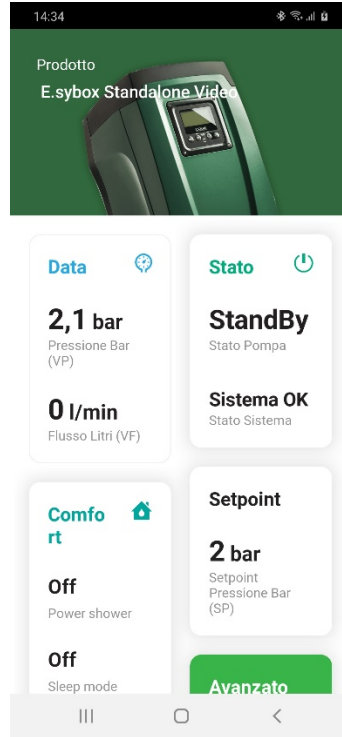 14:34
Prodotto
E.sybox Standalone Video
Data
2,1 bar
Pressione Bar
(VP)
0 l/min
Flusso Litri (VF)
Stato
StandBy
Stato Pompa
Sistema OK
Stato Sistema
Comfo
rt
Off
Power shower
Off
Sleep mode
Setpoint
2 bar
Setpoint
Pressione Bar
(SP)
Avanzato